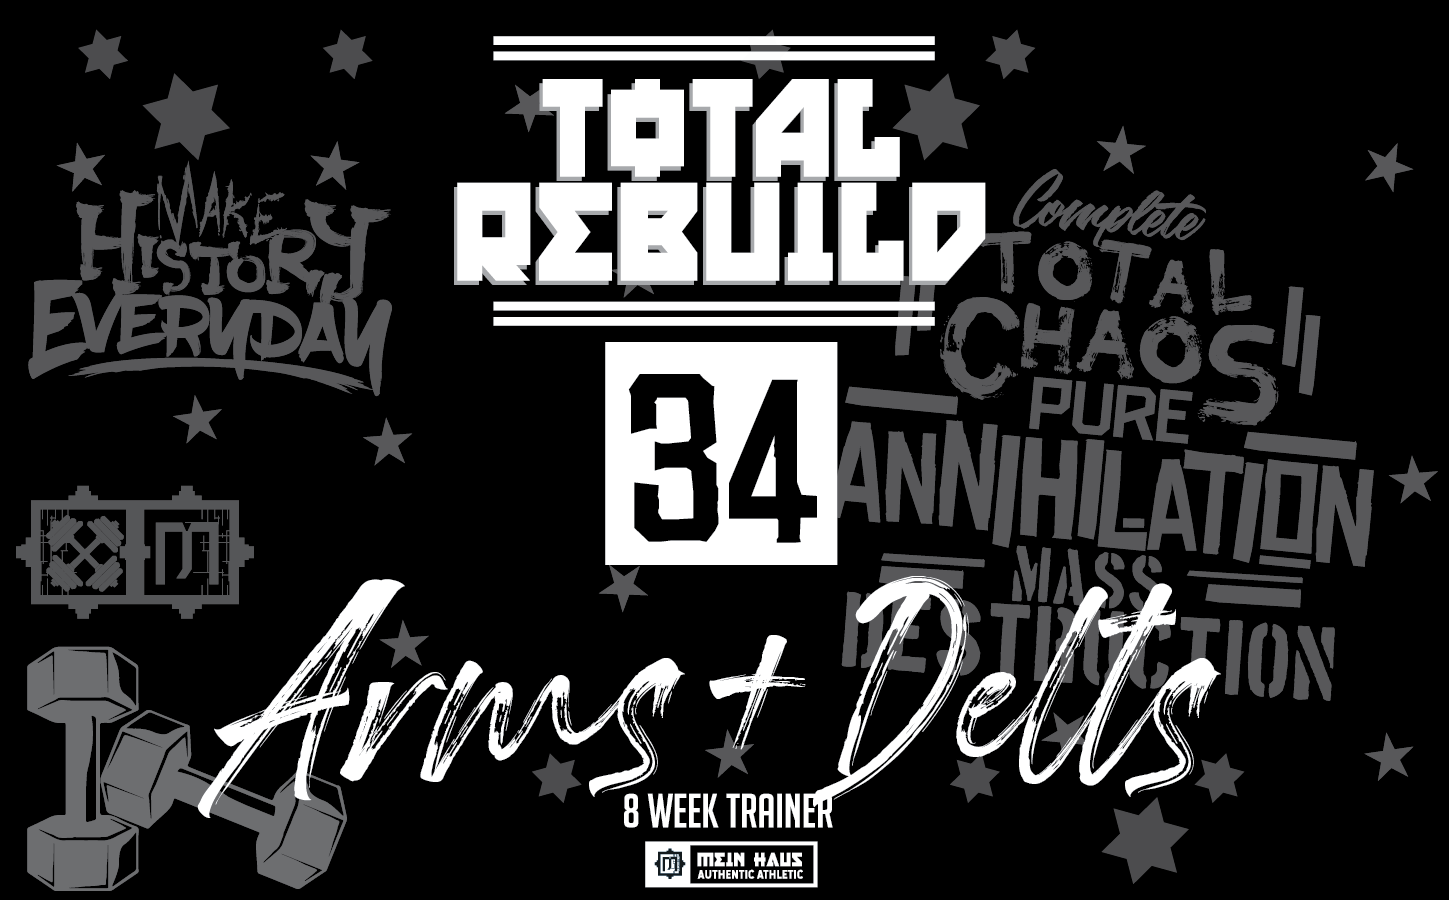 TOTAL
REBUILD
34
Arms + Delts
8 WEEK TRAINER
MEIN HAUS
AUTHENTIC ATHLETIC
MAKE
HISTORY
EVERYDAY
Complete
TOTAL
CHAOS
PURE
ANNIHILATION
MASS
DESTRUCTION